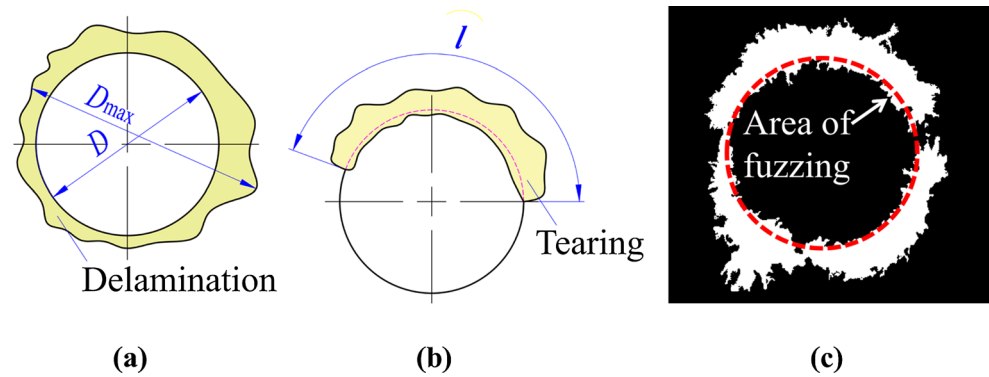 Dmax
D
Delamination
(a)
l
Tearing
(b)
Area of
fuzzing
(c)